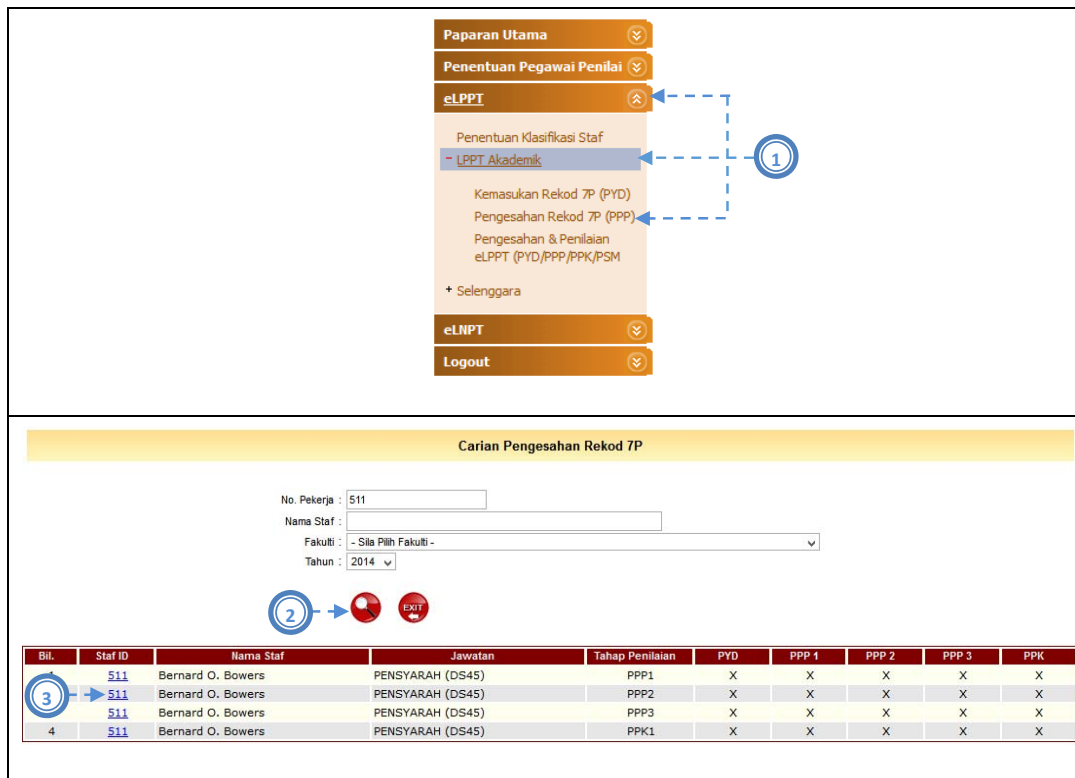 Paparan Utama
Penentuan Pegawai Penilai
eLPPT
Penentuan Klasifikasi Staf
- LPPT Akademik
1
Kemasukan Rekod 7P (PYD)
Pengesahan Rekod 7P (PPP)
Pengesahan & Penilaian
eLPPT (PYD/PPP/PPK/PSM
+ Selenggara
eLNPT
Logout
Carian Pengesahan Rekod 7P
No. Pekerja : 511
Nama Staf :
Fakulti : - Sila Pilih Fakulti -
Tahun : 2014
2 EXIT
Bil. Staf ID Nama Staf Jawatan Tahap Penilaian PYD PPP 1 PPP 2 PPP 3 PPK
511 Bernard O. Bowers PENSYARAH (DS45) PPP1 X X X X X
3 511 Bernard O. Bowers PENSYARAH (DS45) PPP2 X X X X X
511 Bernard O. Bowers PENSYARAH (DS45) PPP3 X X X X X
4 511 Bernard O. Bowers PENSYARAH (DS45) PPK1 X X X X X